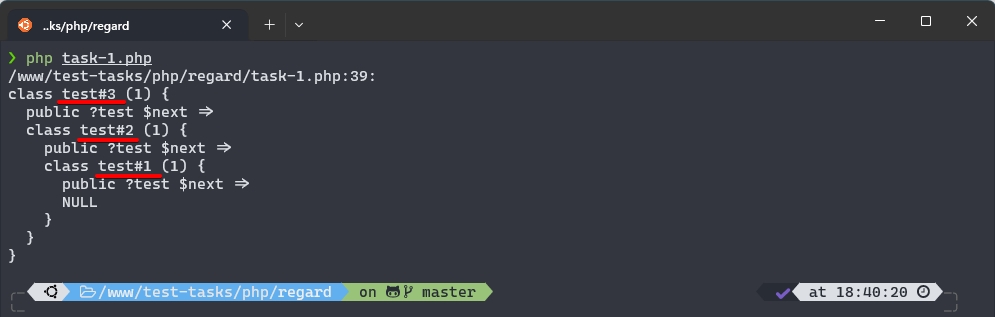 ..ks/php/regard
❯ php task-1.php
/www/test-tasks/php/regard/task-1.php:39:
class test#3 (1) {
  public ?test $next =>
  class test#2 (1) {
    public ?test $next =>
    class test#1 (1) {
      public ?test $next =>
      NULL
    }
  }
}
/www/test-tasks/php/regard on master at 18:40:20